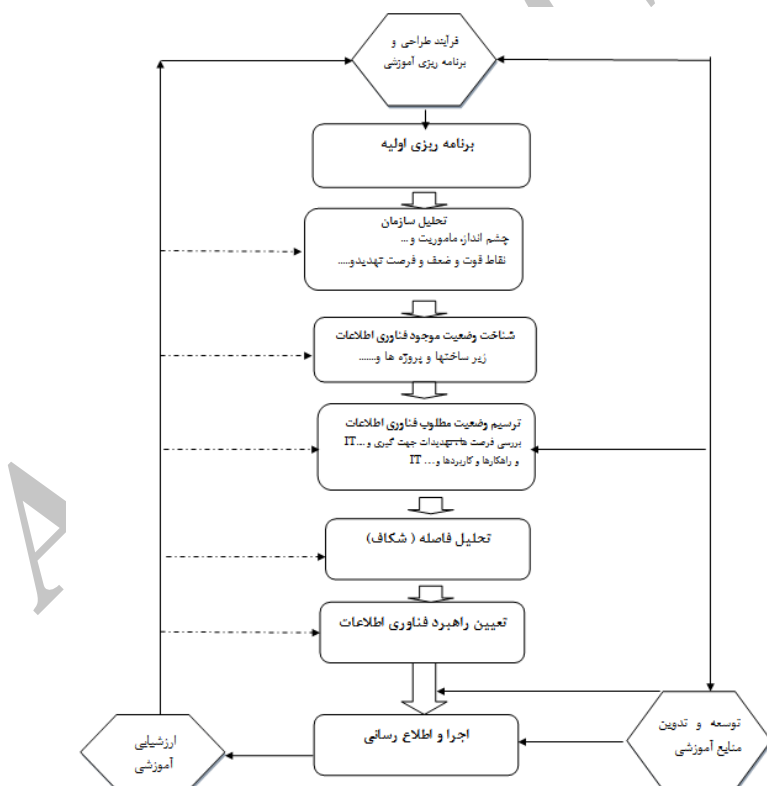 فرآیند طراحی و
برنامه ریزی آموزشی
برنامه ریزی اولیه
تحلیل سازمان
چشم انداز، ماموریت و...
نقاط قوت و ضعف و فرصت تهدیدو.....
شناخت وضعیت موجود فناوری اطلاعات
زیر ساختها و پروژه ها و.......
ترسیم وضعیت مطلوب فناوری اطلاعات
بررسی فرصت ها،تهدیدات جهت گیری و ...IT
و راهکارها و کاربردها و ... IT
تحلیل فاصله ( شکاف)
تعیین راهبرد فناوری اطلاعات
اجرا و اطلاع رسانی
توسعه و تدوین
منابع آموزشی
ارزشیابی
آموزشی
A